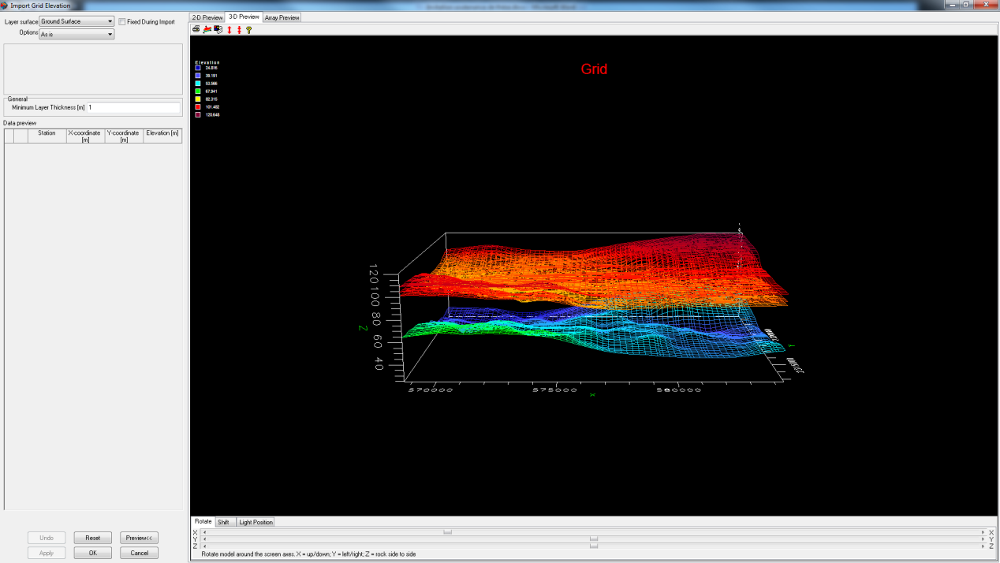 Import Grid Elevation
Layer surface: Ground Surface Fixed During Import
Options: As is
General
Minimum Layer Thickness [m] 1
Data preview
Station X-coordinate [m] Y-coordinate [m] Elevation [m]
Undo Reset Preview<<
Apply OK Cancel
2-D Preview 3-D Preview Array Preview
Grid
Elevation
24.816
39.191
53.566
67.941
82.315
101.482
120.648
120
100
80
Z
60
40
570000 575000 580000
X
Y
Rotate Shift Light Position
X X
Y Y
Z Z
Rotate model around the screen axes. X = up/down; Y = left/right; Z = rock side to side